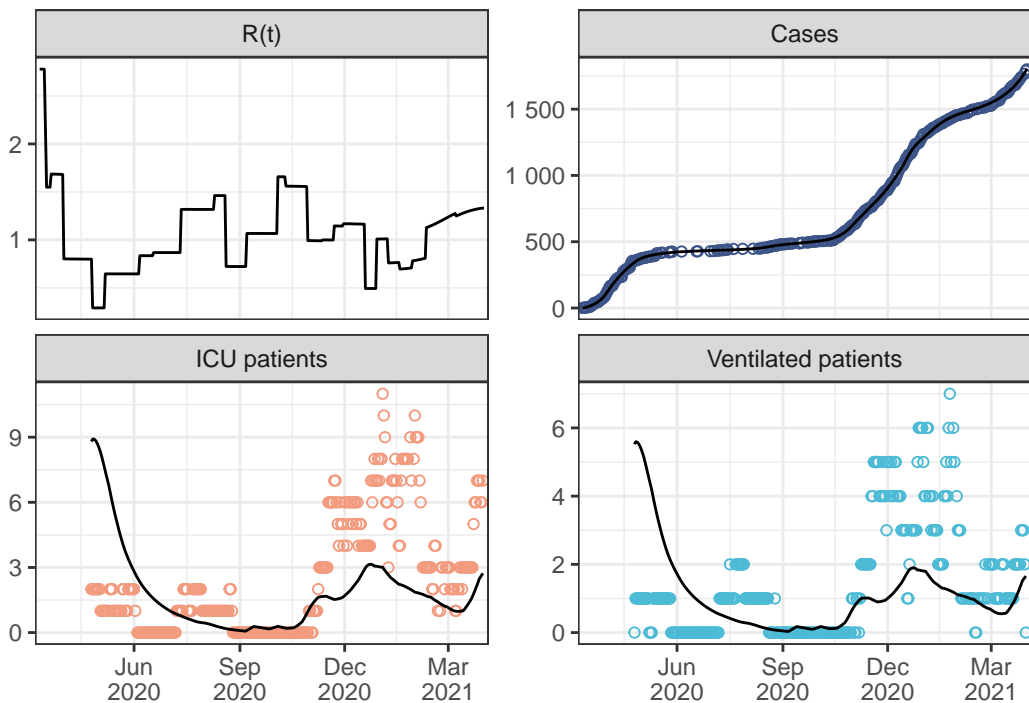 R(t)
Cases
2
1
1 500
1 000
500
0
ICU patients
Ventilated patients
9
6
3
0
6
4
2
0
Jun
2020
Sep
2020
Dec
2020
Mar
2021
Jun
2020
Sep
2020
Dec
2020
Mar
2021